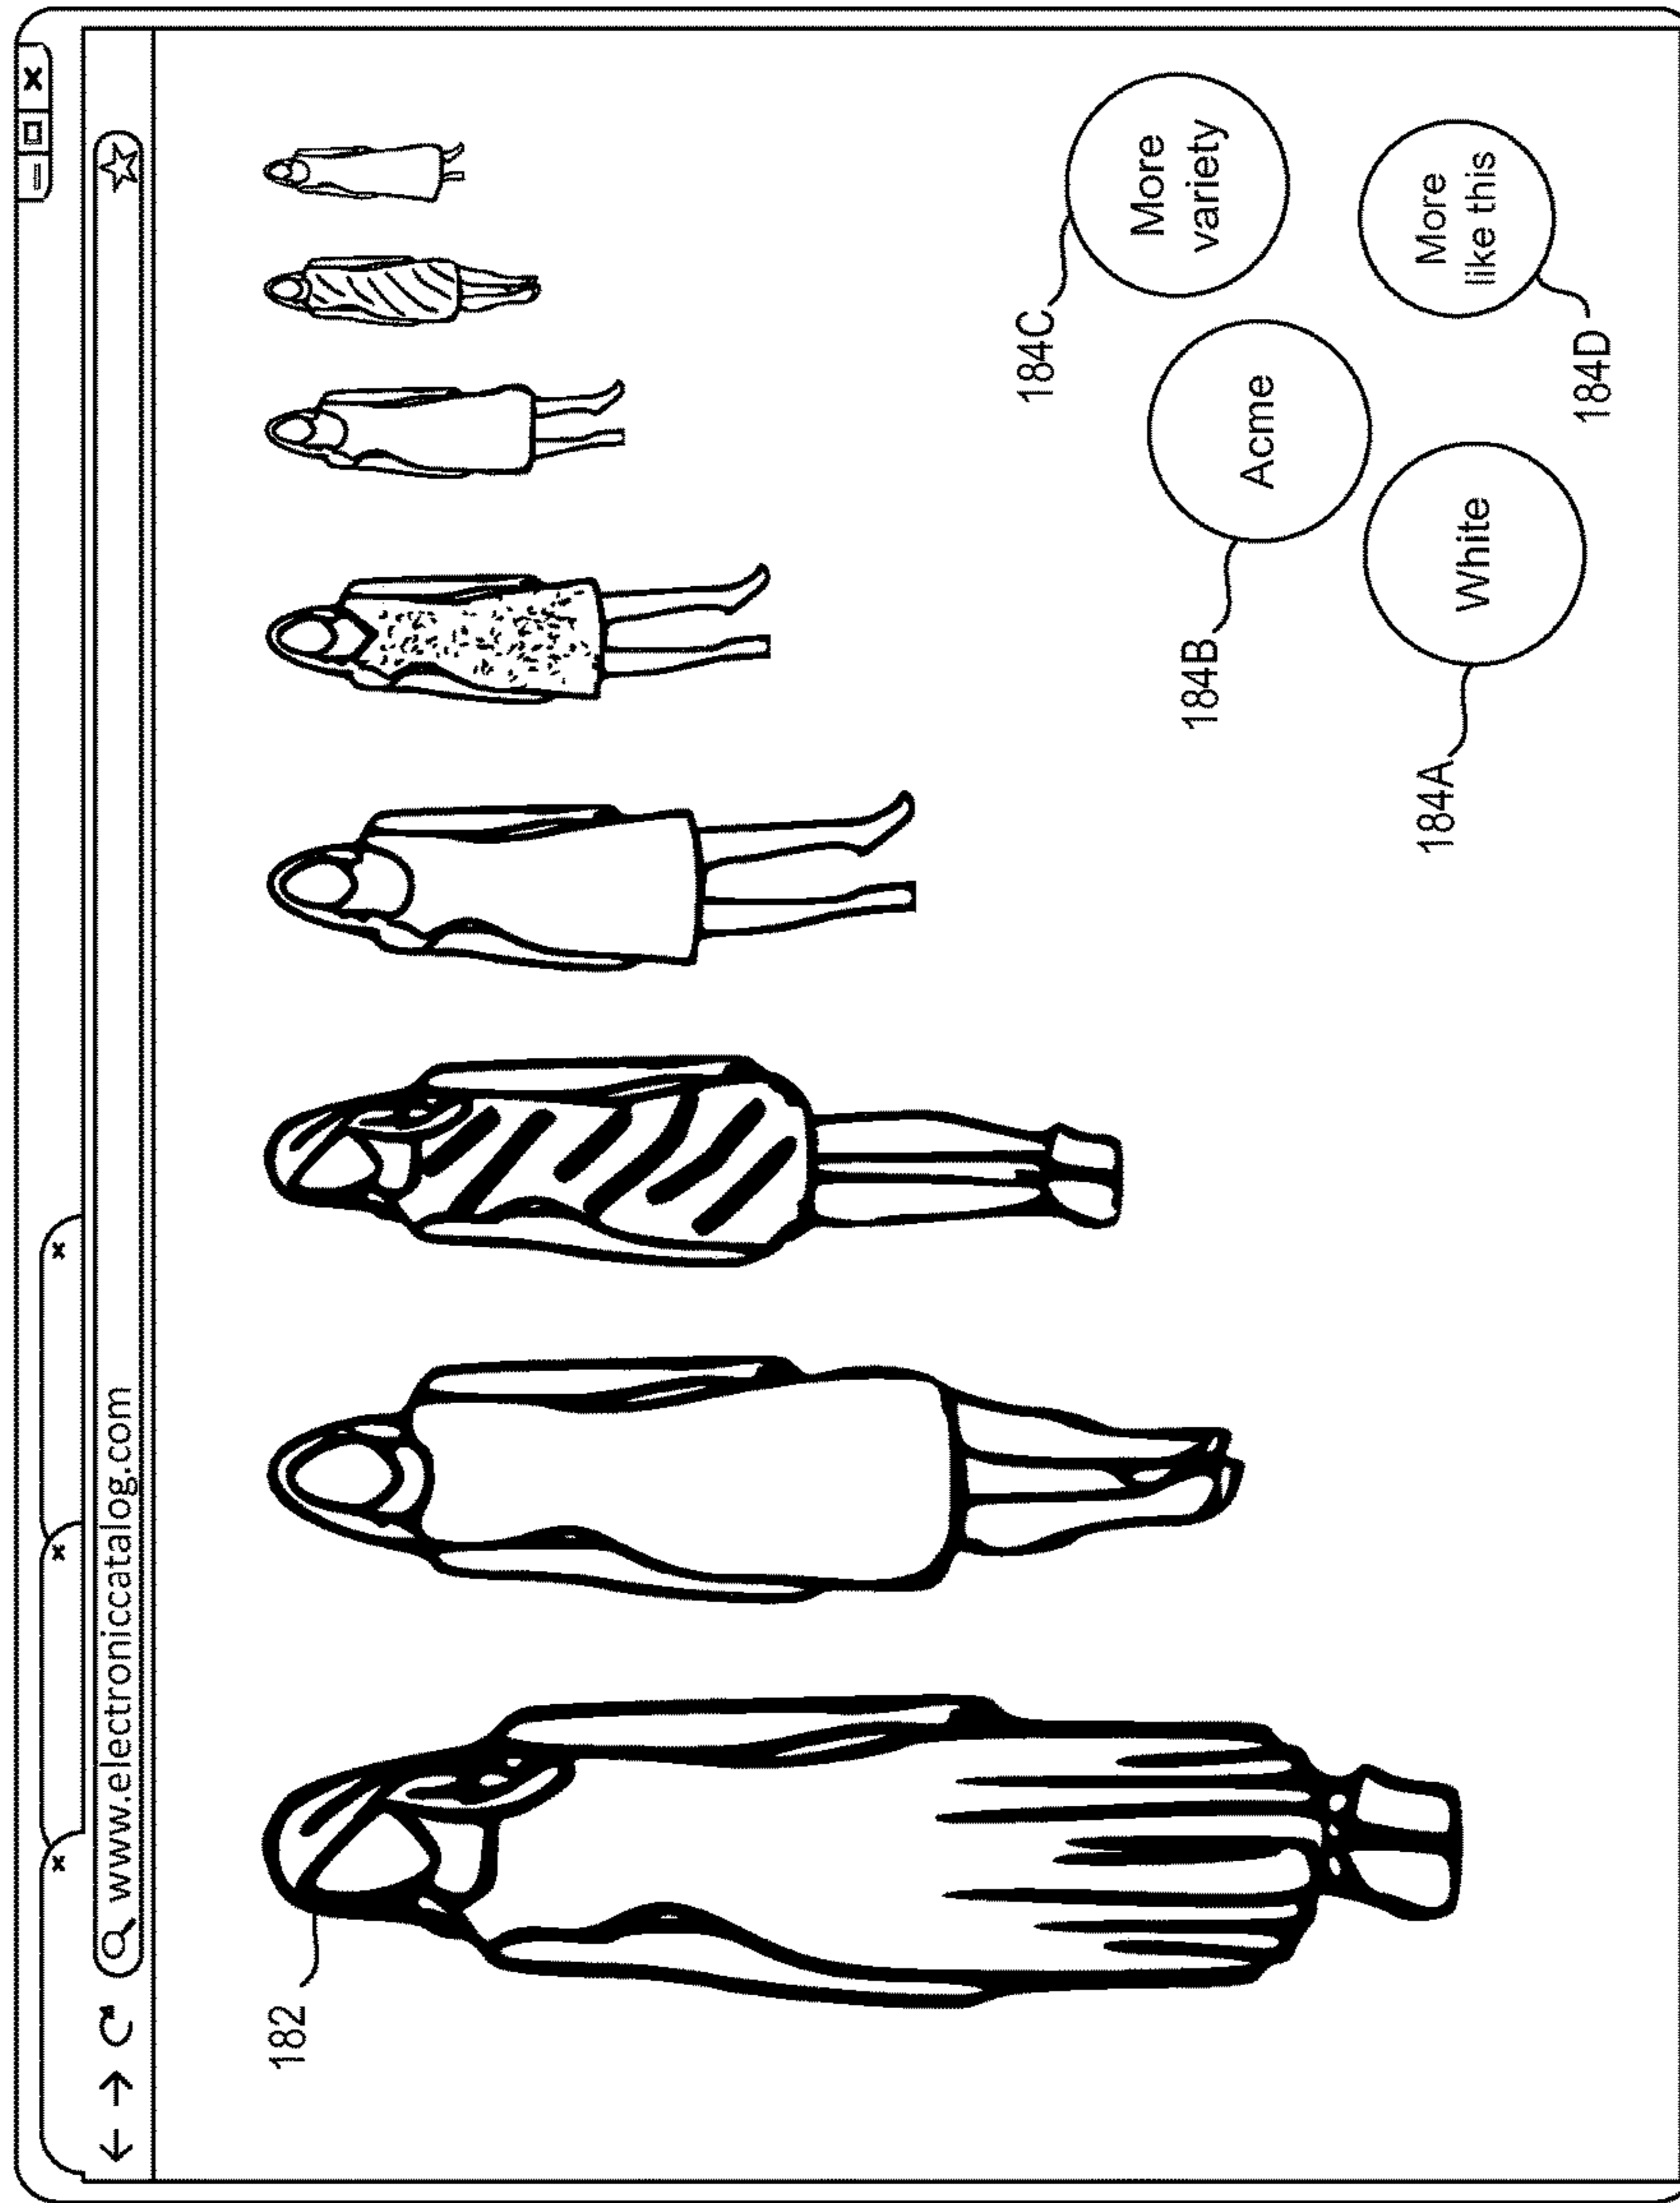 www.electroniccatalog.com
182
184C
More
variety
184B
Acme
184A
White
More
like this
184D